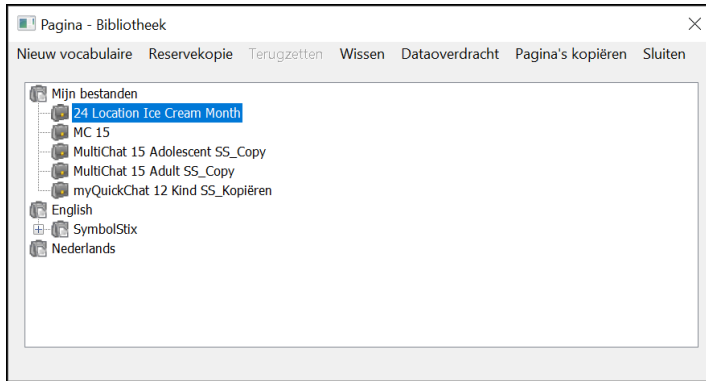 Pagina - Bibliotheek
Nieuw vocabulaire Reservekopie Terugzetten Wissen Dataoverdracht Pagina's kopiëren Sluiten
Mijn bestanden
24 Location Ice Cream Month
MC 15
MultiChat 15 Adolescent SS_Copy
MultiChat 15 Adult SS_Copy
myQuickChat 12 Kind SS_Kopiëren
English
SymbolStix
Nederlands